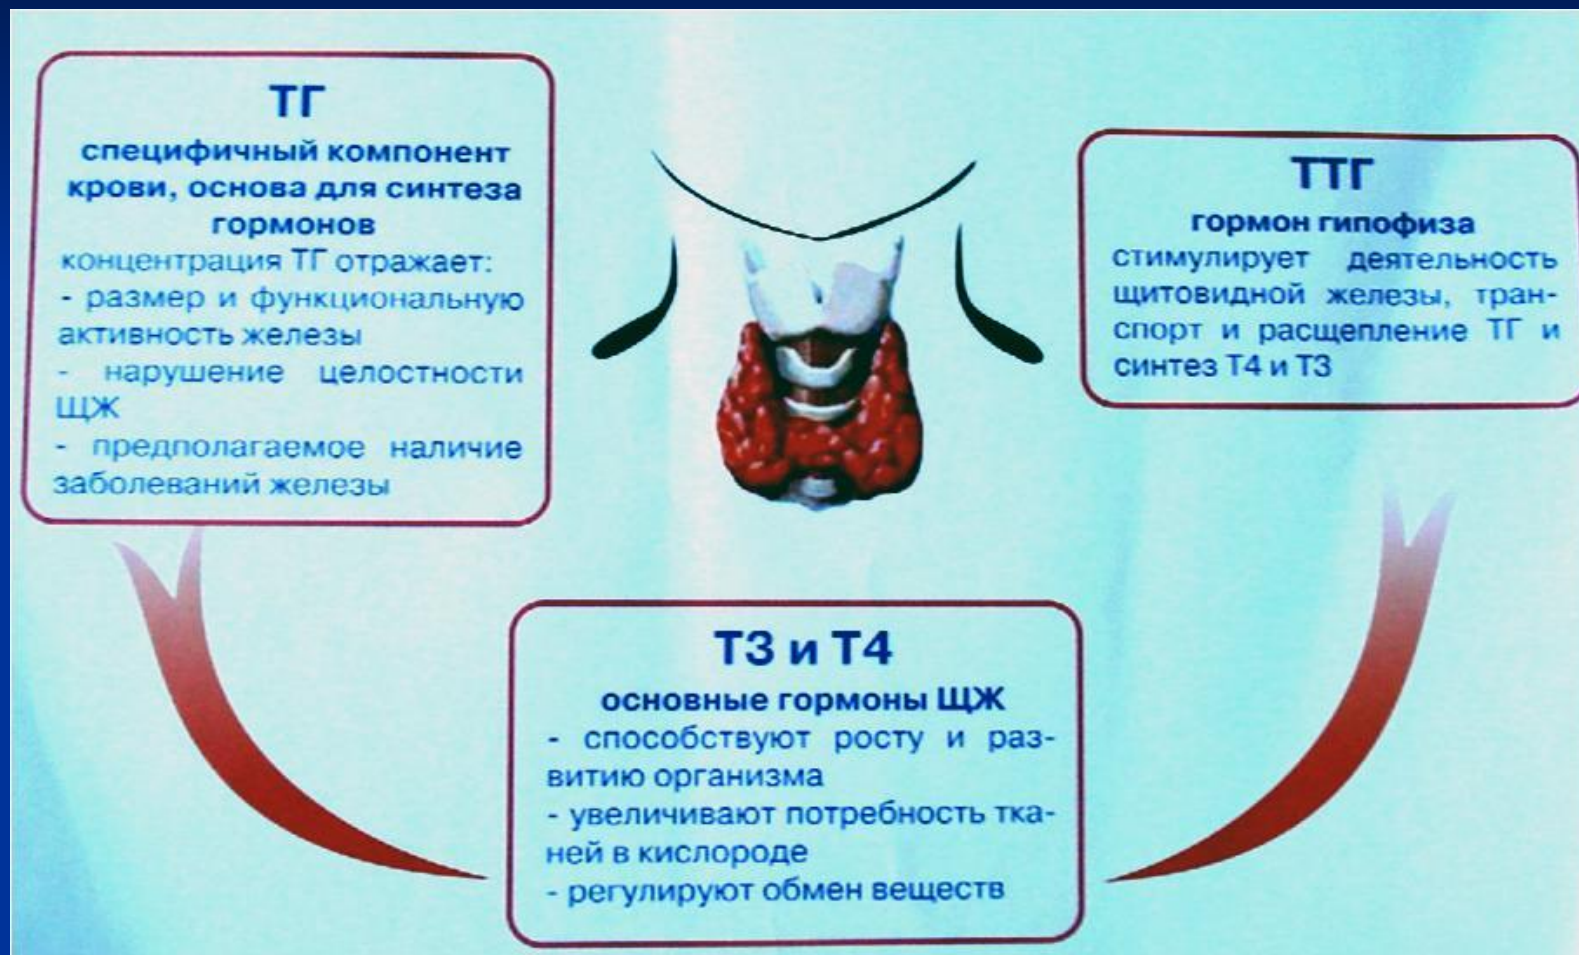 ТГ
специфичный компонент
крови, основа для синтеза
гормонов
концентрация ТГ отражает:
- размер и функциональную
активность железы
- нарушение целостности
ЩЖ
- предполагаемое наличие
заболеваний железы
ТТГ
гормон гипофиза
стимулирует деятельность
щитовидной железы, тран-
спорт и расщепление ТГ и
синтез Т4 и Т3
Т3 и Т4
основные гормоны ЩЖ
- способствуют росту и раз-
витию организма
- увеличивают потребность тка-
ней в кислороде
- регулируют обмен веществ